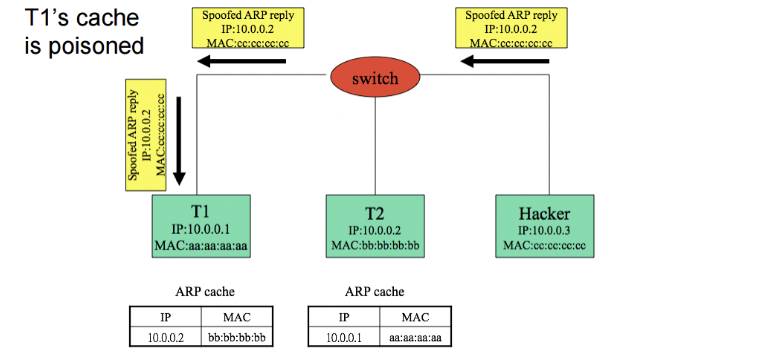 T1's cache
is poisoned
Spoofed ARP reply
IP:10.0.0.2
MAC:cc:cc:cc:cc
Spoofed ARP reply
IP:10.0.0.2
MAC:cc:cc:cc:cc
switch
Spoofed ARP reply
IP:10.0.0.2
MAC:cc:cc:cc:cc
T1
IP:10.0.0.1
MAC:aa:aa:aa:aa
T2
IP:10.0.0.2
MAC:bb:bb:bb:bb
Hacker
IP:10.0.0.3
MAC:cc:cc:cc:cc
ARP cache
IP MAC
10.0.0.2 bb:bb:bb:bb
ARP cache
IP MAC
10.0.0.1 aa:aa:aa:aa